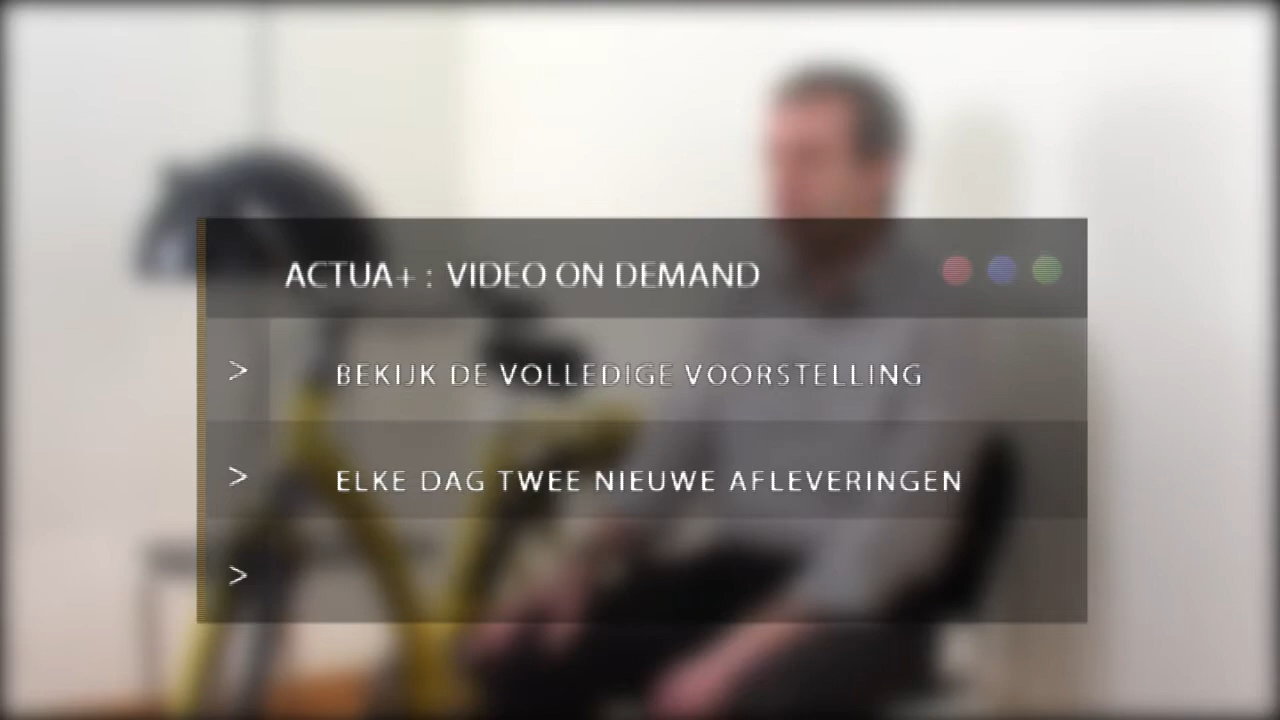 ACTUA+ : VIDEO ON DEMAND
> BEKIJK DE VOLLEDIGE VOORSTELLING
> ELKE DAG TWEE NIEUWE AFLEVERINGEN
>